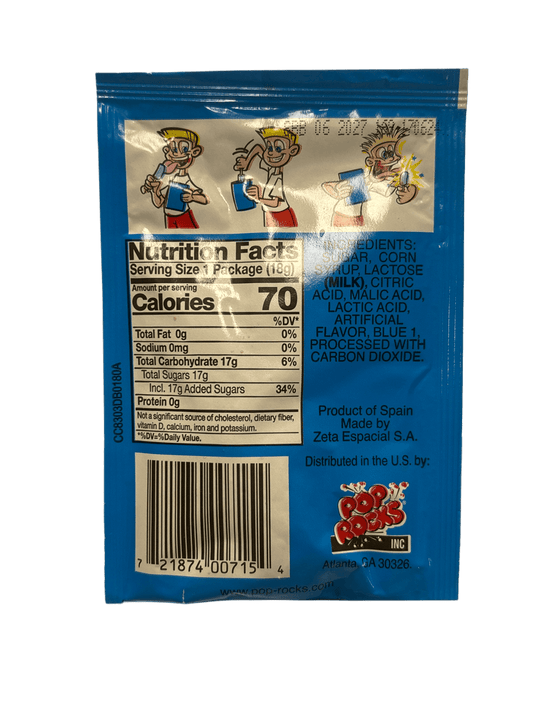 06 2027
Nutrition Facts
Serving Size 1 Package (18g)
Amount per serving
Calories 70
%DV*
Total Fat 0g 0%
Sodium 0mg 0%
Total Carbohydrate 17g 6%
Total Sugars 17g
Incl. 17g Added Sugars 34%
Protein 0g
Not a significant source of cholesterol, dietary fiber,
vitamin D, calcium, iron and potassium.
*%DV=%Daily Value.
CC8303DB0180A
INGREDIENTS:
SUGAR, CORN
SYRUP, LACTOSE
(MILK), CITRIC
ACID, MALIC ACID,
LACTIC ACID,
ARTIFICIAL
FLAVOR, BLUE 1,
PROCESSED WITH
CARBON DIOXIDE.
Product of Spain
Made by
Zeta Espacial S.A.
Distributed in the U.S. by:
POP
ROCKS
INC
Atlanta, GA 30326.
7 21874 00715 4
www.pop-rocks.com